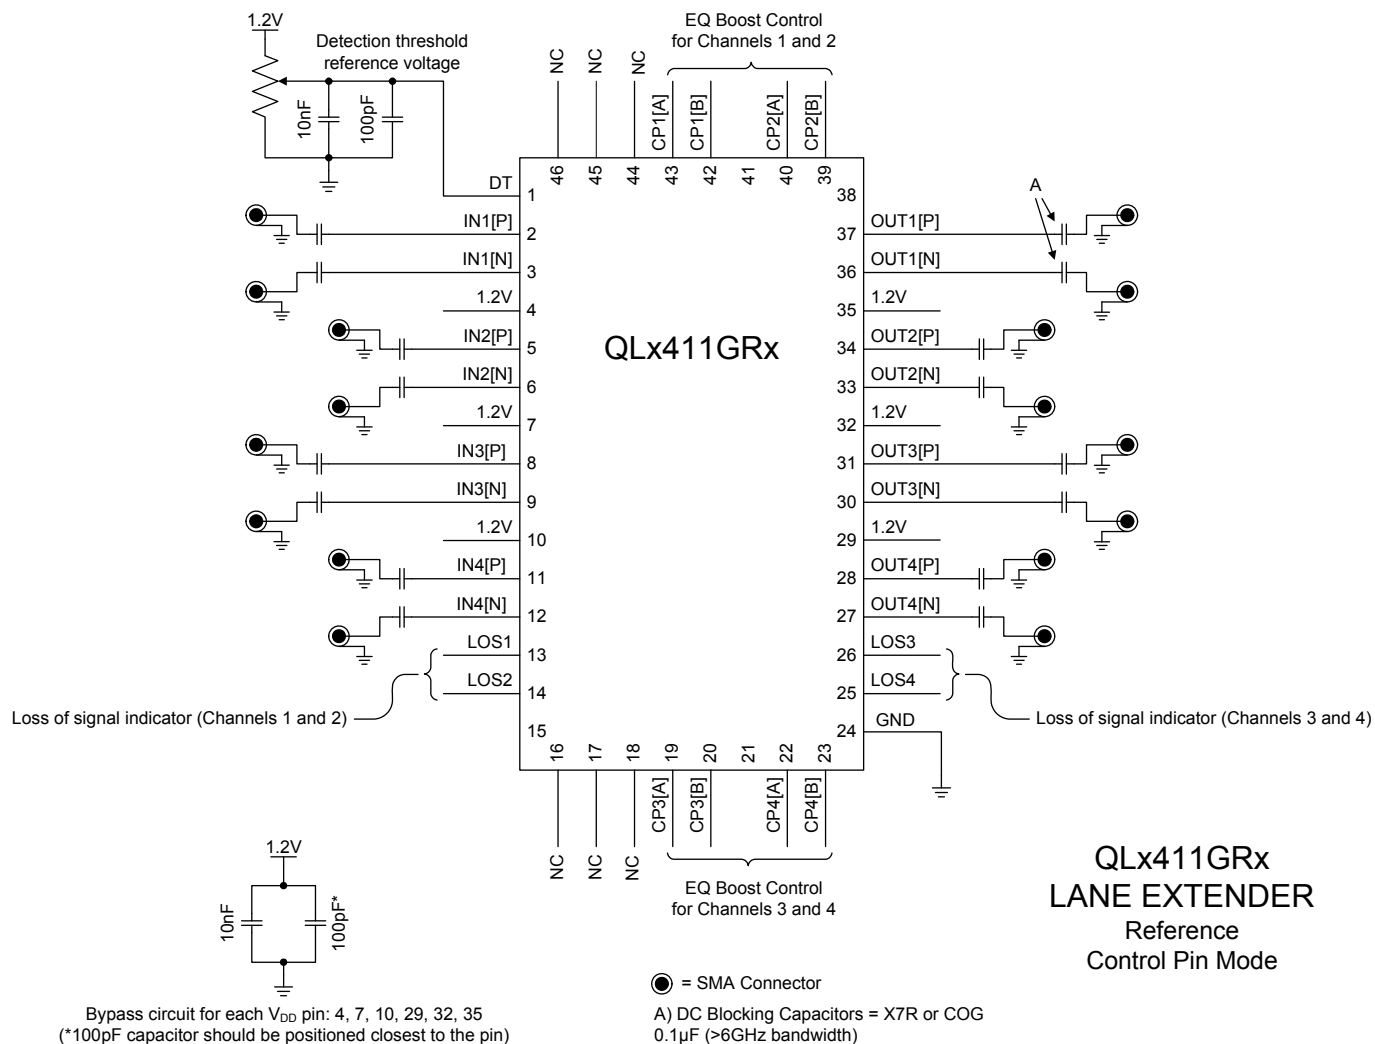 1.2V
Detection threshold
reference voltage
10nF
100pF
EQ Boost Control
for Channels 1 and 2
NC
NC
NC
CP1[A]
CP1[B]
CP2[A]
CP2[B]
46
45
44
43
42
41
40
39
DT
1
38
A
IN1[P]
2
37
OUT1[P]
IN1[N]
3
36
OUT1[N]
1.2V
4
35
1.2V
IN2[P]
5
QLx411GRx
34
OUT2[P]
IN2[N]
6
33
OUT2[N]
1.2V
7
32
1.2V
IN3[P]
8
31
OUT3[P]
IN3[N]
9
30
OUT3[N]
1.2V
10
29
1.2V
IN4[P]
11
28
OUT4[P]
IN4[N]
12
27
OUT4[N]
LOS1
13
26
LOS3
LOS2
14
25
LOS4
Loss of signal indicator (Channels 1 and 2)
Loss of signal indicator (Channels 3 and 4)
15
24
GND
16
17
18
19
20
21
22
23
NC
NC
NC
CP3[A]
CP3[B]
CP4[A]
CP4[B]
EQ Boost Control
for Channels 3 and 4
1.2V
10nF
100pF*
Bypass circuit for each VDD pin: 4, 7, 10, 29, 32, 35
(*100pF capacitor should be positioned closest to the pin)
= SMA Connector
A) DC Blocking Capacitors = X7R or COG
0.1µF (>6GHz bandwidth)
QLx411GRx
LANE EXTENDER
Reference
Control Pin Mode